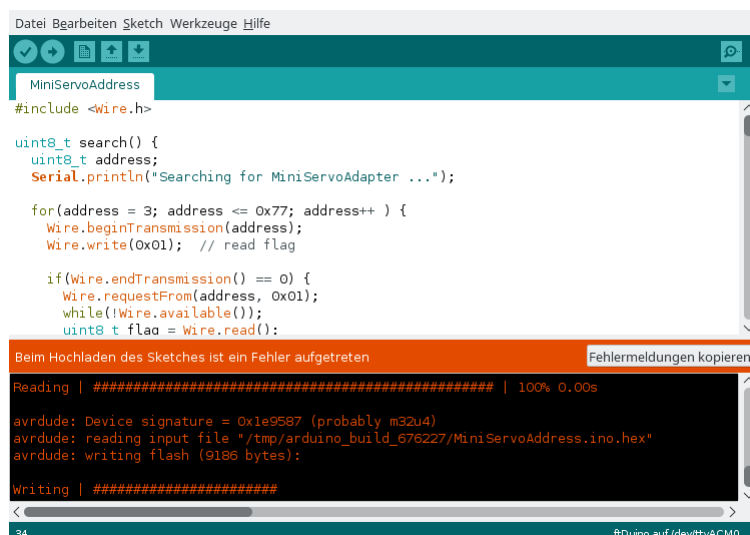 Datei Bearbeiten Sketch Werkzeuge Hilfe
MiniServoAddress
#include <Wire.h>
uint8_t search() {
uint8_t address;
Serial.println("Searching for MiniServoAdapter ...");
for(address = 3; address <= 0x77; address++ ) {
Wire.beginTransmission(address);
Wire.write(0x01);  // read flag
if(Wire.endTransmission() == 0) {
Wire.requestFrom(address, 0x01);
while(!Wire.available());
uint8_t flag = Wire.read();
Beim Hochladen des Sketches ist ein Fehler aufgetreten
Fehlermeldungen kopieren
Reading | ################################################## | 100% 0.00s
avrdude: Device signature = 0x1e9587 (probably m32u4)
avrdude: reading input file "/tmp/arduino_build_676227/MiniServoAddress.ino.hex"
avrdude: writing flash (9186 bytes):
Writing | #######################
34
ftDuino auf /dev/ttyACM0